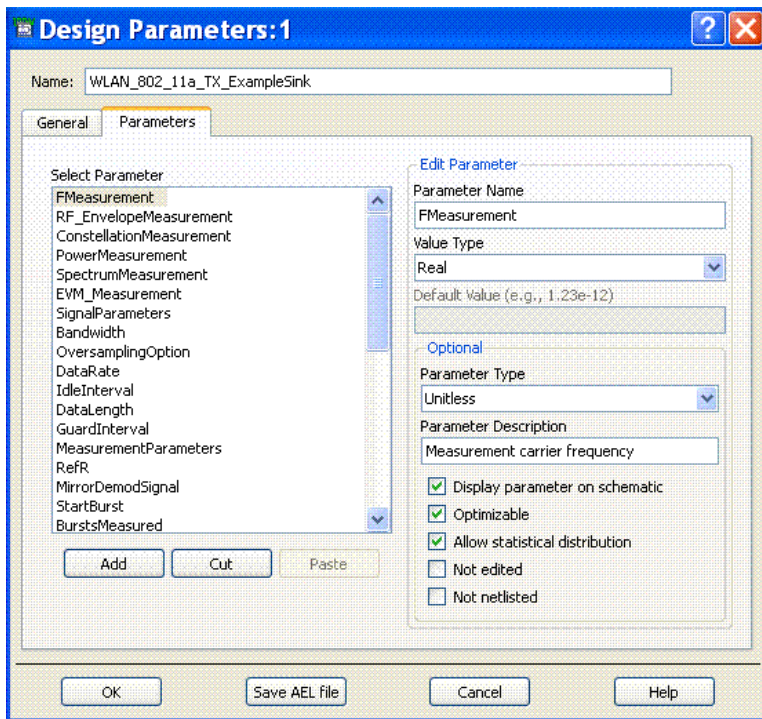 Design Parameters:1
Name: WLAN_802_11a_TX_ExampleSink
General Parameters
Select Parameter
FMeasurement
RF_EnvelopeMeasurement
ConstellationMeasurement
PowerMeasurement
SpectrumMeasurement
EVM_Measurement
SignalParameters
Bandwidth
OversamplingOption
DataRate
IdleInterval
DataLength
GuardInterval
MeasurementParameters
RefR
MirrorDemodSignal
StartBurst
BurstsMeasured
Add Cut Paste
Edit Parameter
Parameter Name
FMeasurement
Value Type
Real
Default Value (e.g., 1.23e-12)
Optional
Parameter Type
Unitless
Parameter Description
Measurement carrier frequency
Display parameter on schematic
Optimizable
Allow statistical distribution
Not edited
Not netlisted
OK Save AEL file Cancel Help